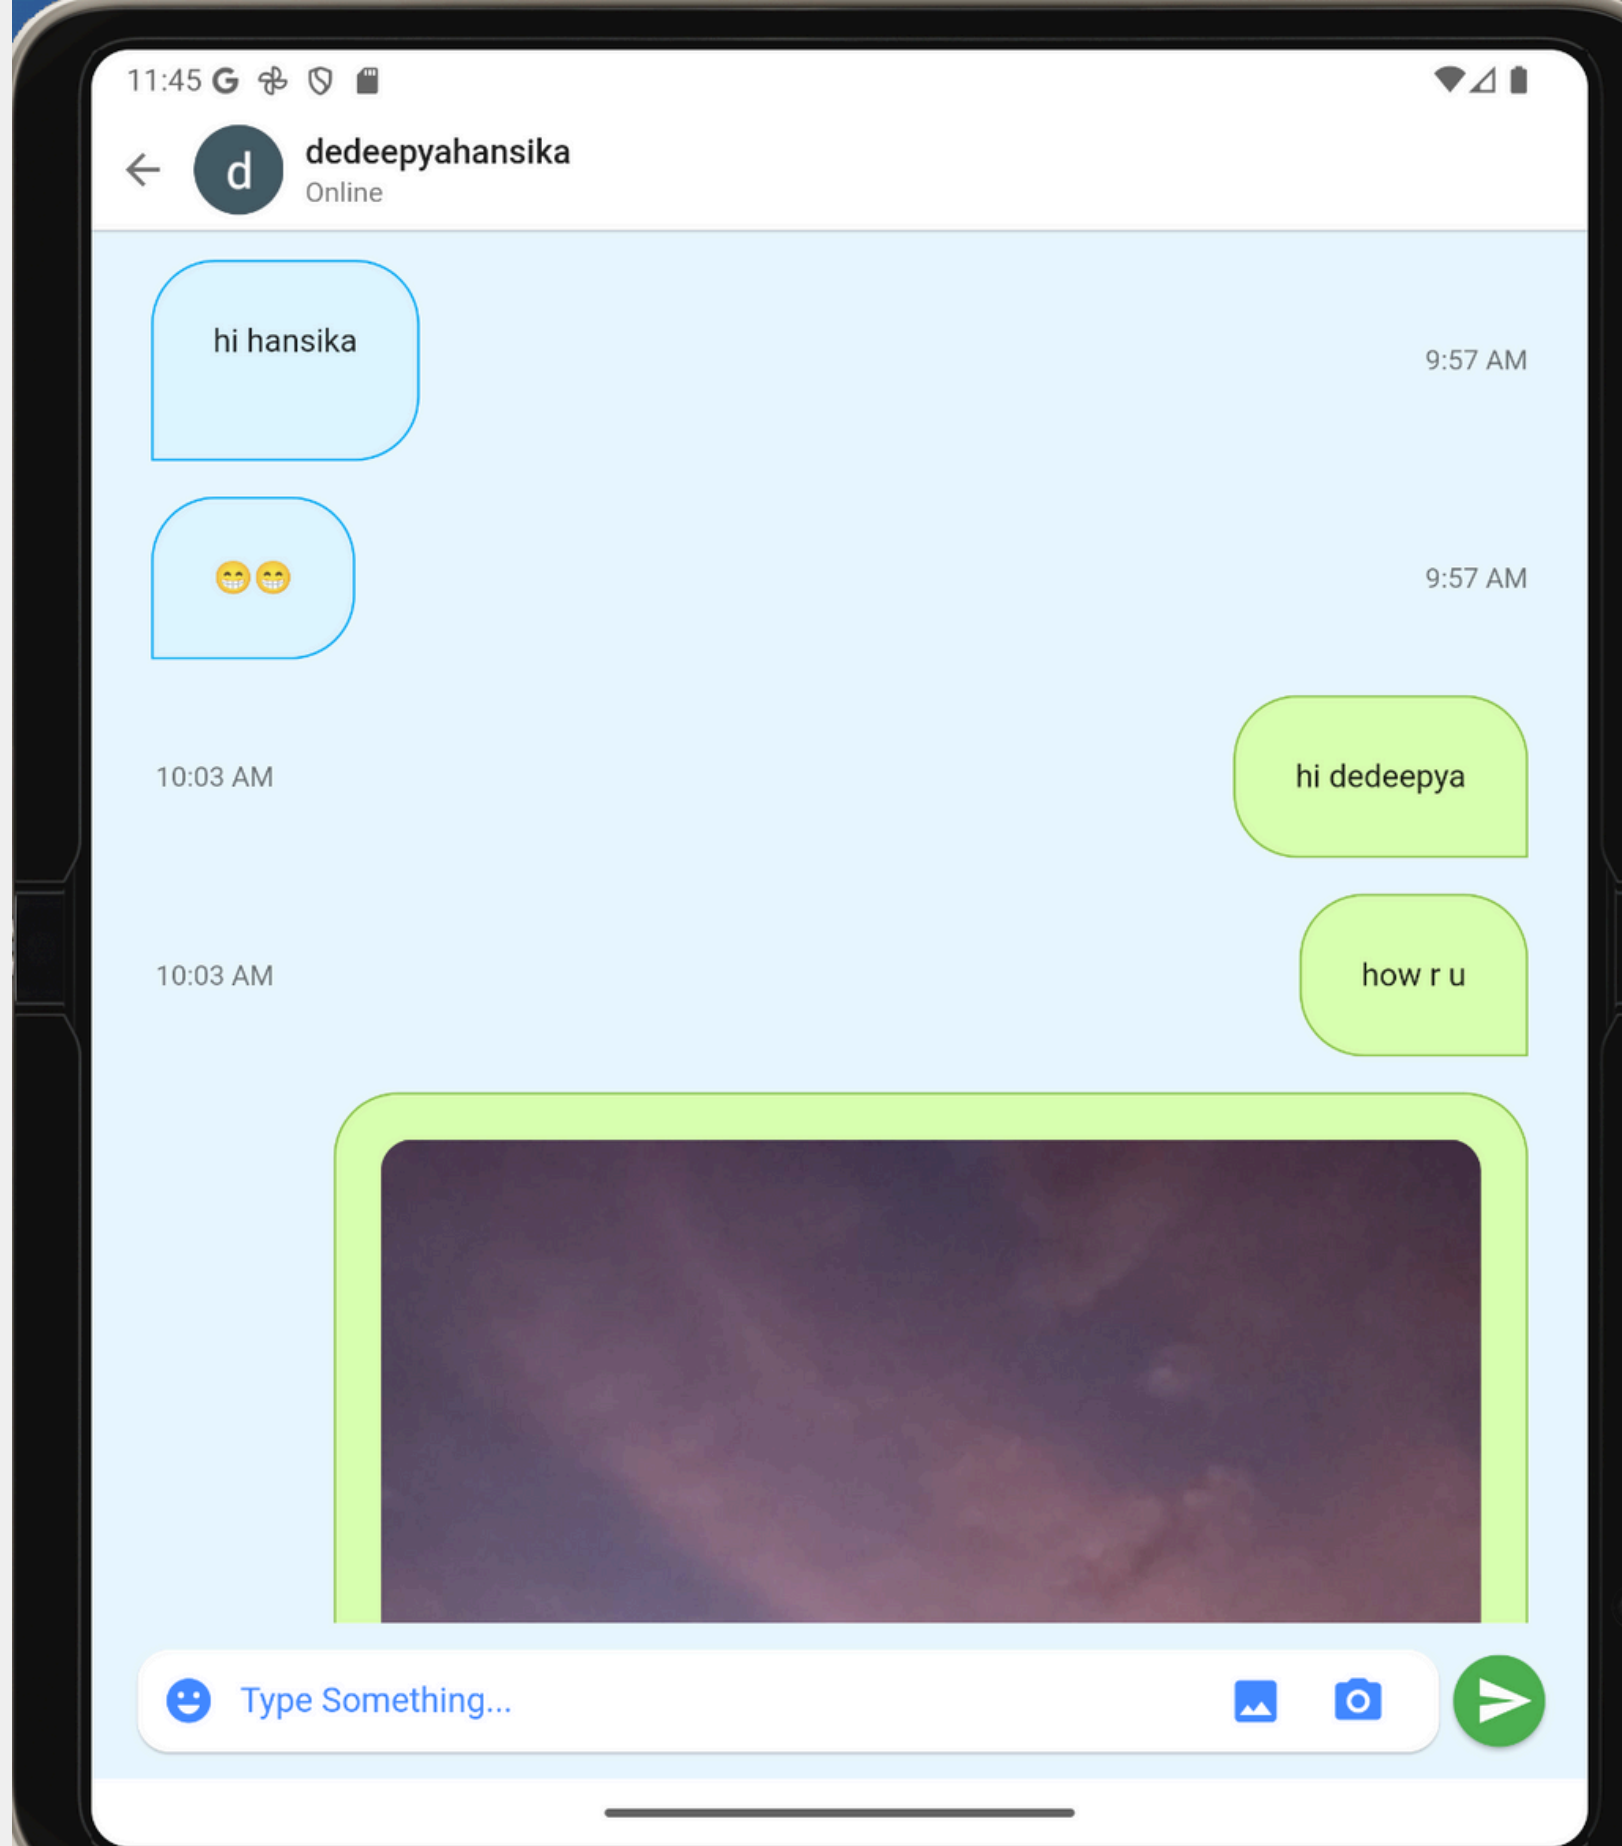 11:45
d
dedeepyahansika
Online
hi hansika
9:57 AM
😁😁
9:57 AM
hi dedeepya
10:03 AM
how r u
10:03 AM
Type Something...